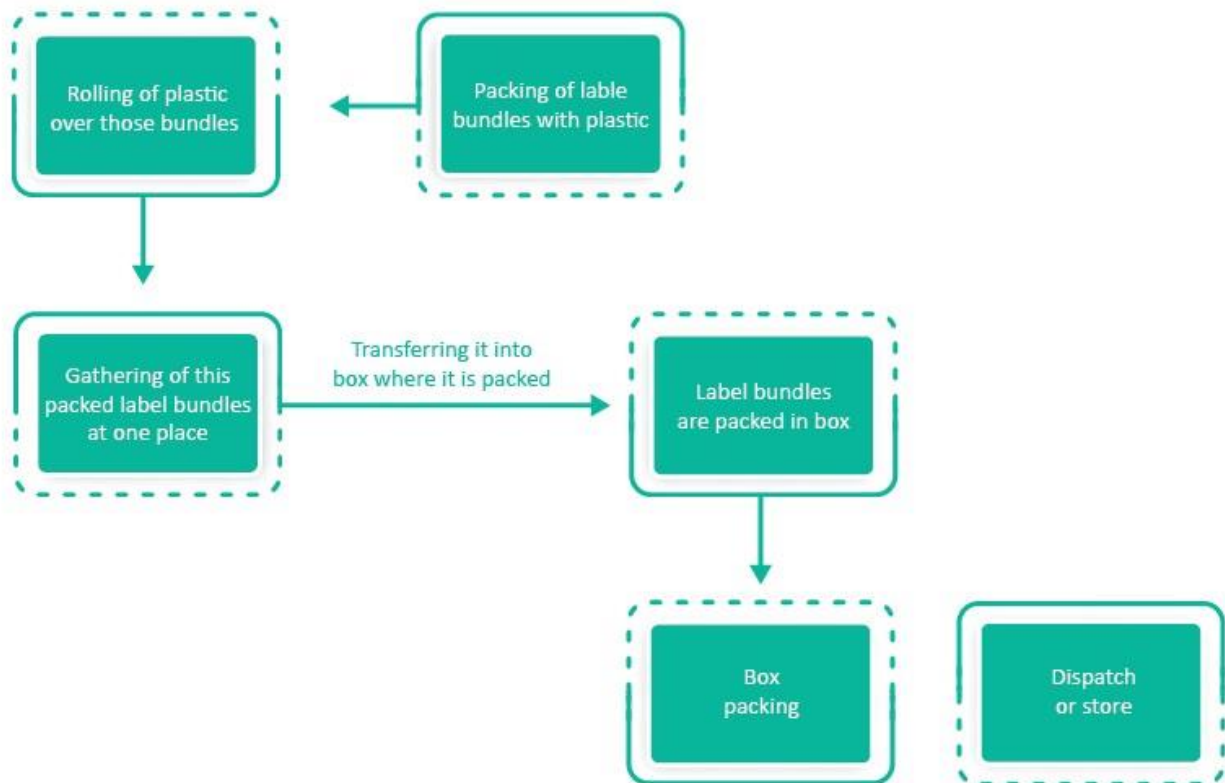 Rolling of plastic
over those bundles
Packing of lable
bundles with plastic
Gathering of this
packed label bundles
at one place
Transferring it into
box where it is packed
Label bundles
are packed in box
Box
packing
Dispatch
or store